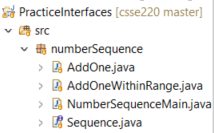 PracticeInterfaces [csse220 master]
src
numberSequence
AddOne.java
AddOneWithinRange.java
NumberSequenceMain.java
Sequence.java